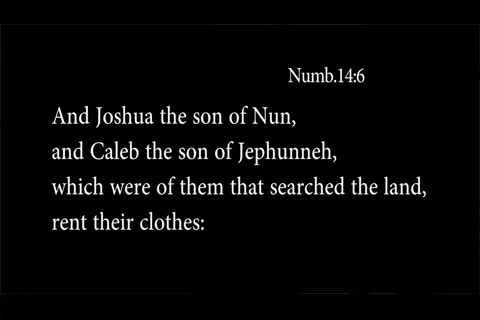 Numb.14:6
And Joshua the son of Nun,
and Caleb the son of Jephunneh,
which were of them that searched the land,
rent their clothes: